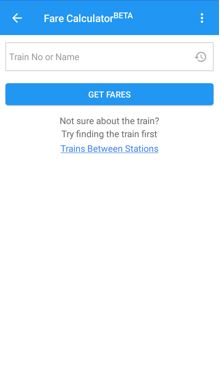 Fare CalculatorBETA
Train No or Name
GET FARES
Not sure about the train?
Try finding the train first
Trains Between Stations